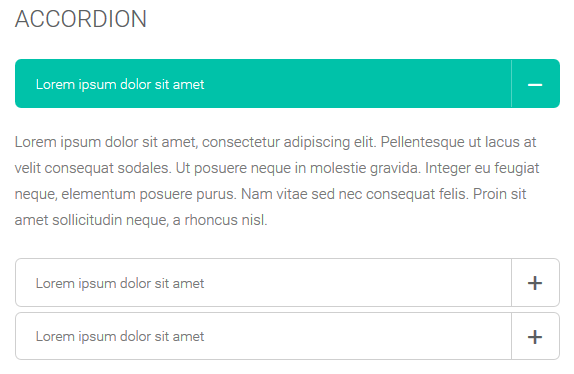 ACCORDION
Lorem ipsum dolor sit amet
Lorem ipsum dolor sit amet, consectetur adipiscing elit. Pellentesque ut lacus at
velit consequat sodales. Ut posuere neque in molestie gravida. Integer eu feugiat
neque, elementum posuere purus. Nam vitae sed nec consequat felis. Proin sit
amet sollicitudin neque, a rhoncus nisl.
Lorem ipsum dolor sit amet
Lorem ipsum dolor sit amet